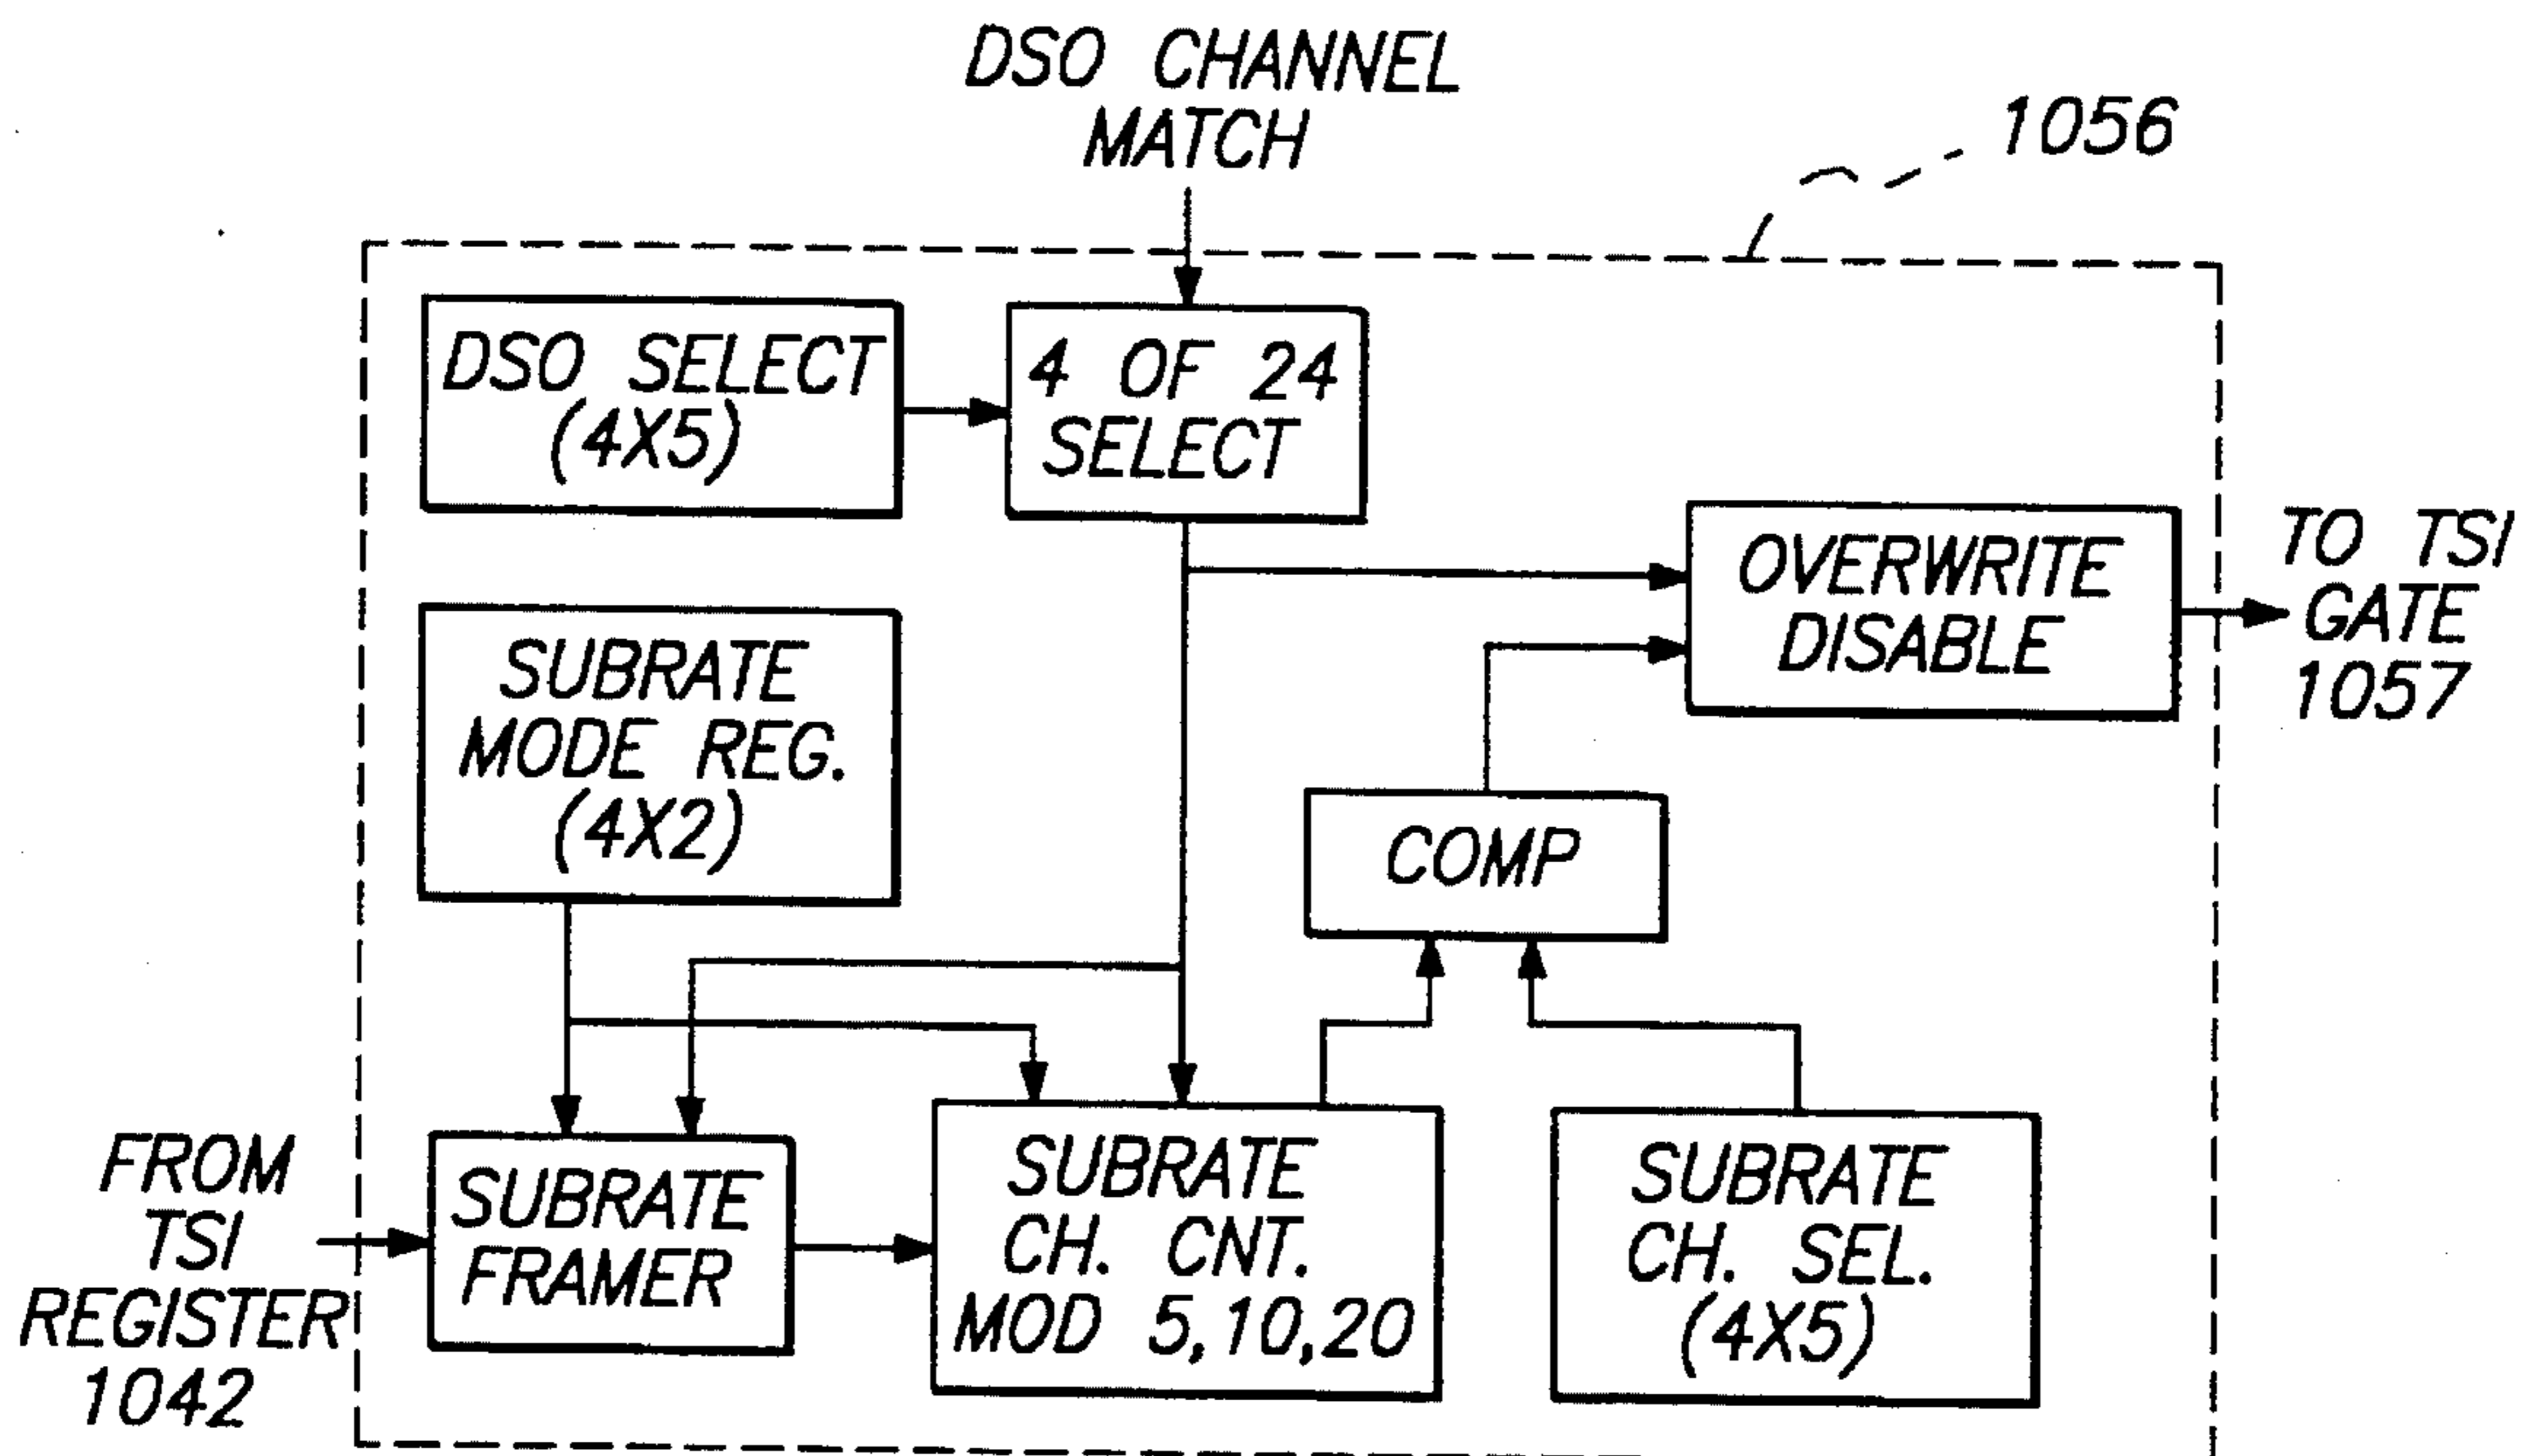 DSO CHANNEL
MATCH
1056
DSO SELECT
(4X5)
4 OF 24
SELECT
OVERWRITE
DISABLE
TO TSI
GATE
1057
SUBRATE
MODE REG.
(4X2)
COMP
FROM
TSI
REGISTER
1042
SUBRATE
FRAMER
SUBRATE
CH. CNT.
MOD 5,10,20
SUBRATE
CH. SEL.
(4X5)